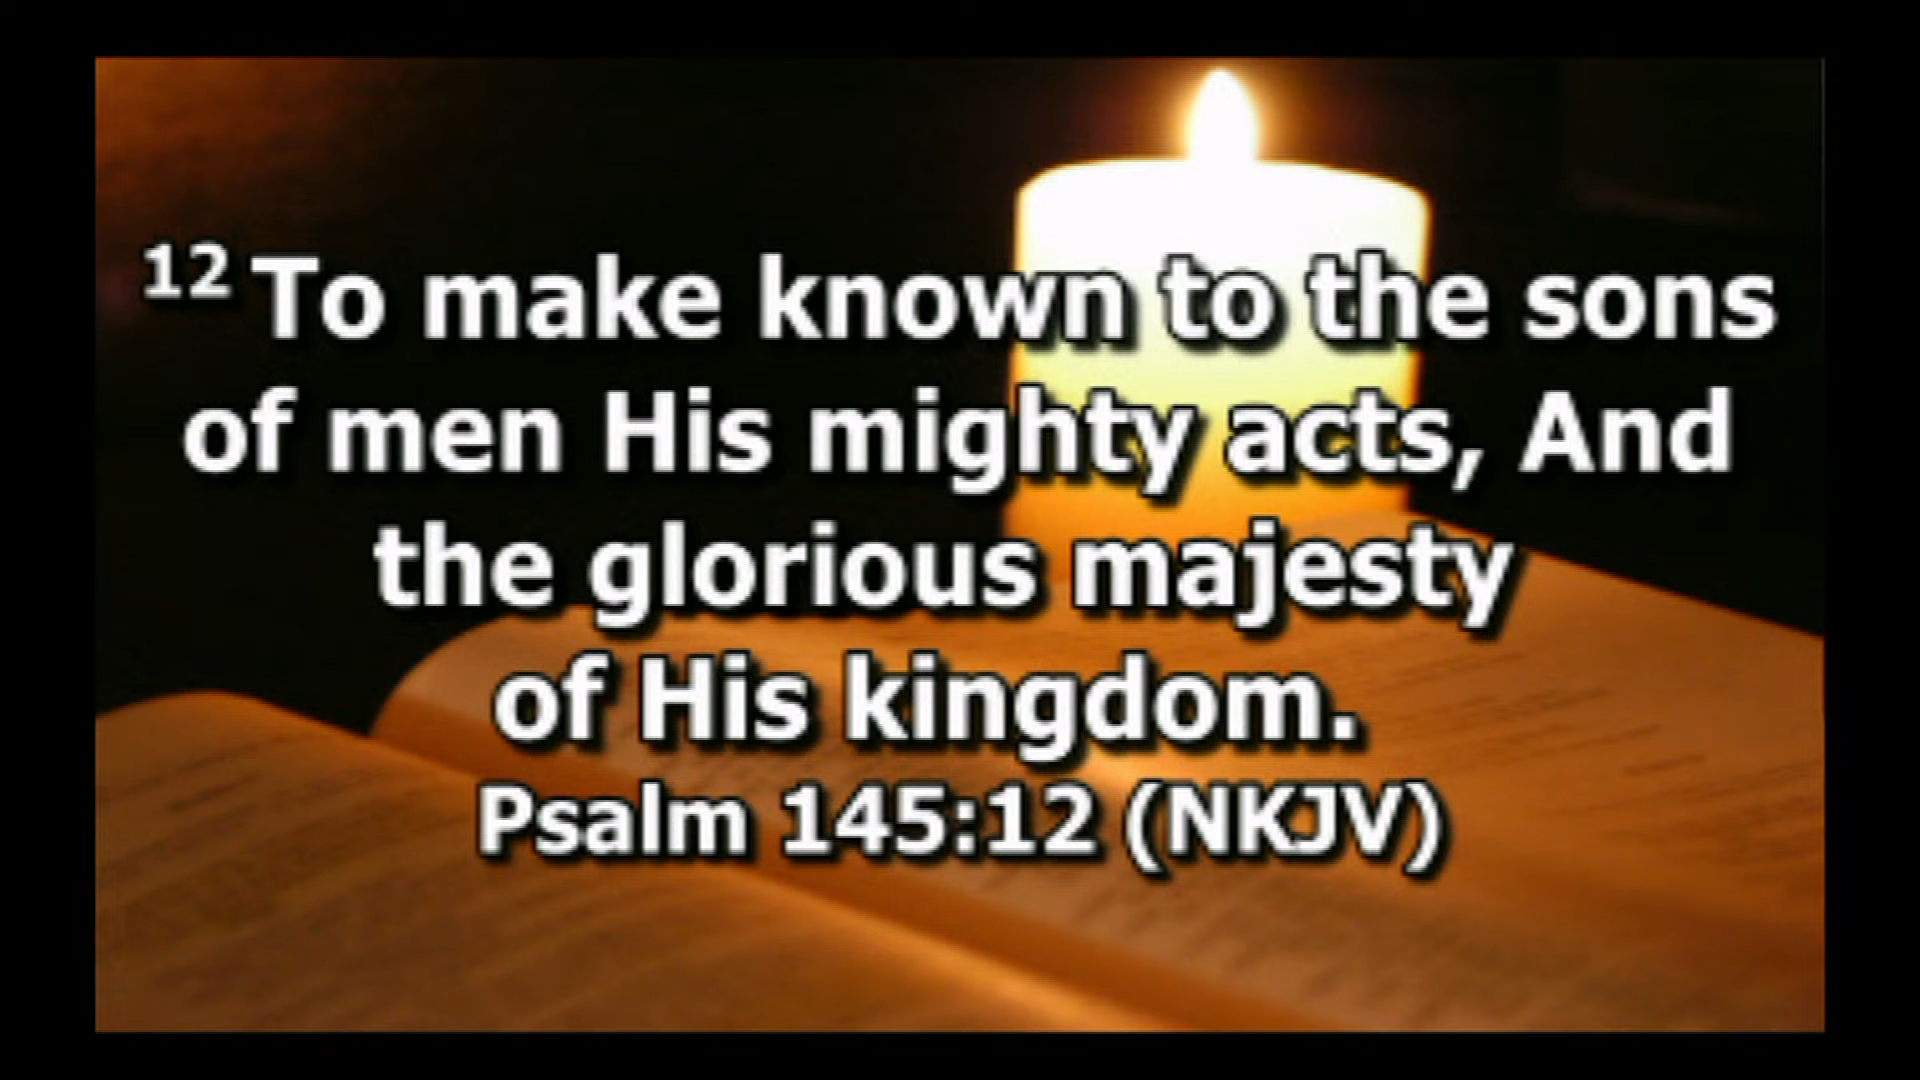 12 To make known to the sons
of men His mighty acts, And
the glorious majesty
of His kingdom.
Psalm 145:12 (NKJV)